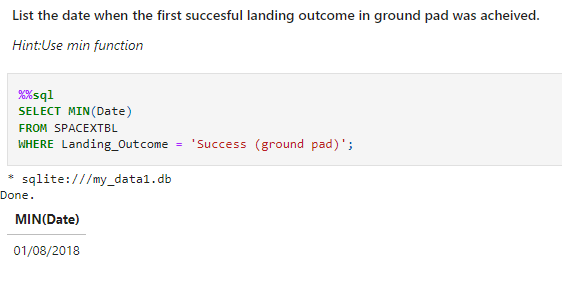 List the date when the first succesful landing outcome in ground pad was acheived.
Hint:Use min function
%%sql
SELECT MIN(Date)
FROM SPACEXTBL
WHERE Landing_Outcome = 'Success (ground pad)';
* sqlite:///my_data1.db
Done.
MIN(Date)
01/08/2018